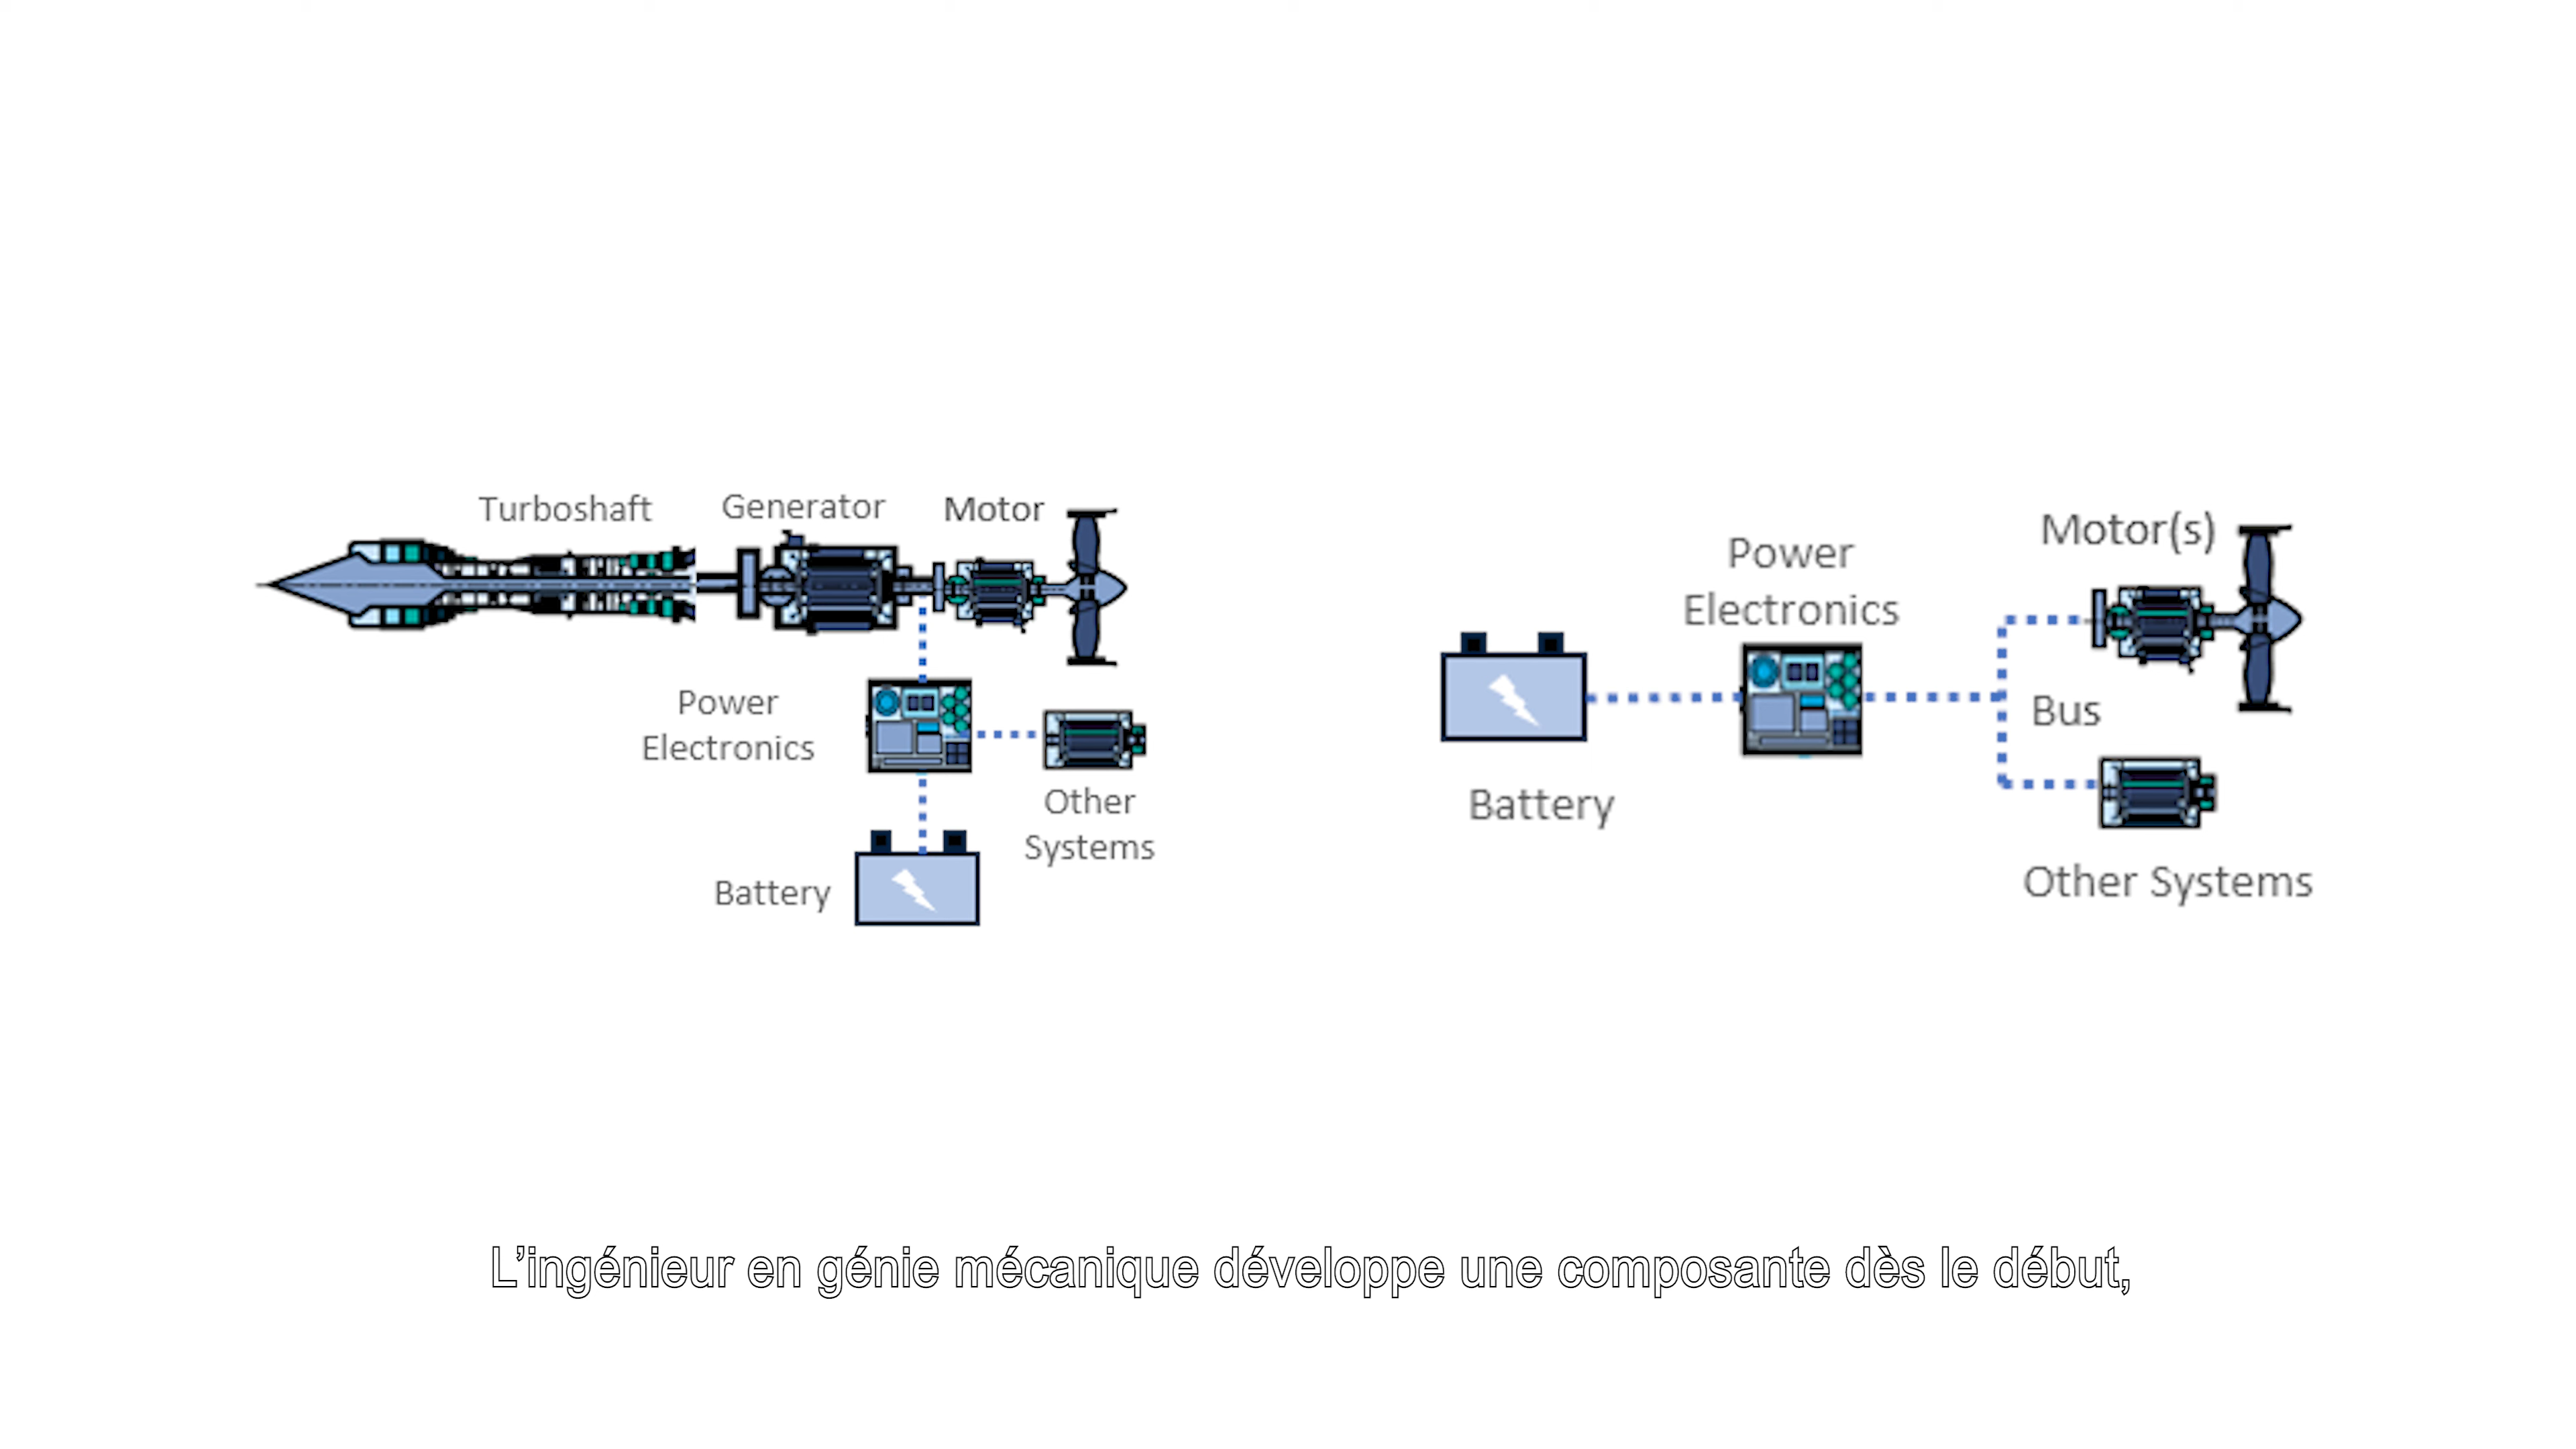 Turboshaft
Generator
Motor
Power
Electronics
Other
Systems
Battery
Power
Electronics
Motor(s)
Bus
Battery
Other Systems
L’ingénieur en génie mécanique développe une composante dès le début,